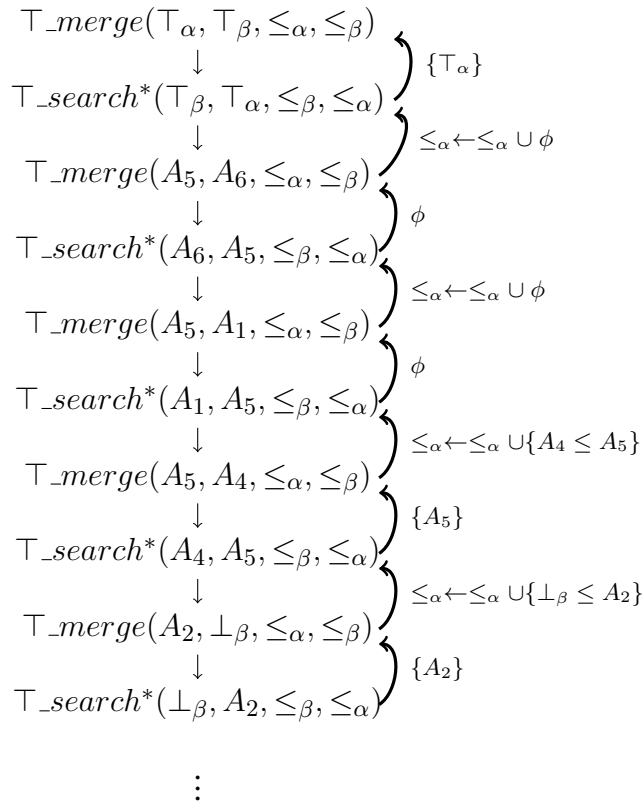 ⊤_merge(⊤_α, ⊤_β, ≤_α, ≤_β)
↓
{⊤_α}
⊤_search*(⊤_β, ⊤_α, ≤_β, ≤_α)
↓
≤_α←≤_α ∪ ϕ
⊤_merge(A_5, A_6, ≤_α, ≤_β)
↓
ϕ
⊤_search*(A_6, A_5, ≤_β, ≤_α)
↓
≤_α←≤_α ∪ ϕ
⊤_merge(A_5, A_1, ≤_α, ≤_β)
↓
ϕ
⊤_search*(A_1, A_5, ≤_β, ≤_α)
↓
≤_α←≤_α ∪{A_4 ≤ A_5}
⊤_merge(A_5, A_4, ≤_α, ≤_β)
↓
{A_5}
⊤_search*(A_4, A_5, ≤_β, ≤_α)
↓
≤_α←≤_α ∪{⊥_β ≤ A_2}
⊤_merge(A_2, ⊥_β, ≤_α, ≤_β)
↓
{A_2}
⊤_search*(⊥_β, A_2, ≤_β, ≤_α)
⋮